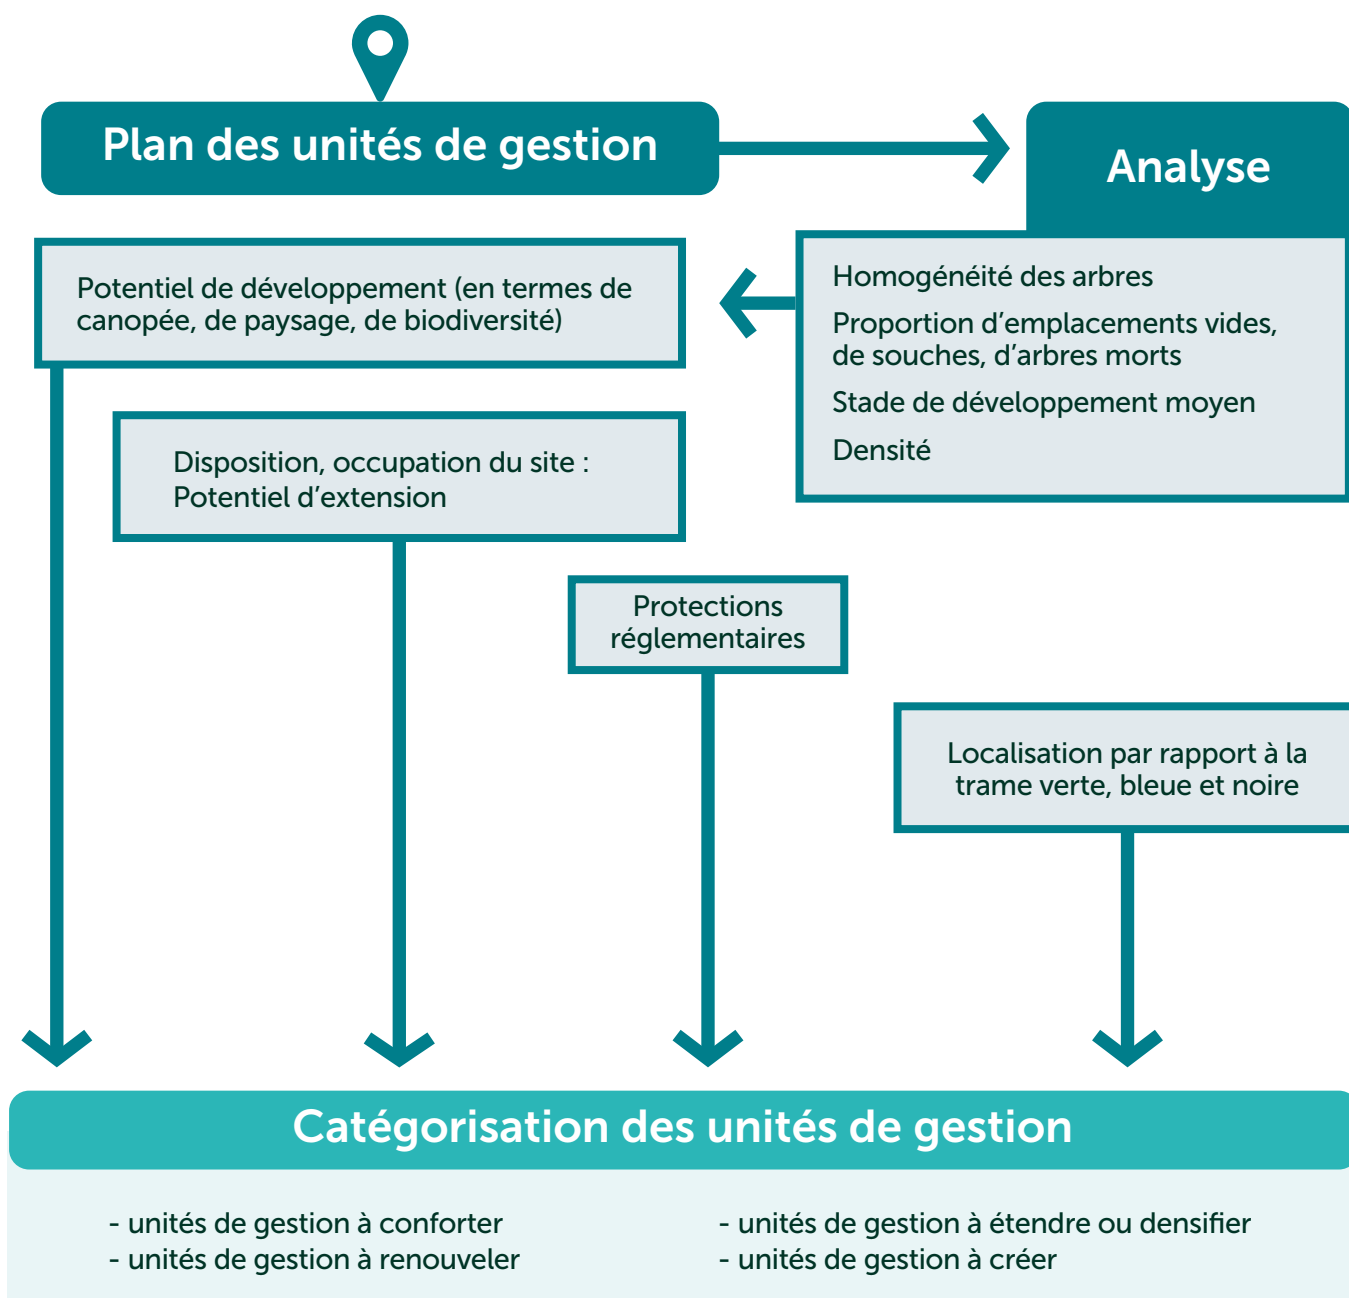 Plan des unités de gestion
Analyse
Homogénéité des arbres
Proportion d’emplacements vides,
de souches, d’arbres morts
Stade de développement moyen
Densité
Potentiel de développement (en termes de
canopée, de paysage, de biodiversité)
Disposition, occupation du site :
Potentiel d’extension
Protections
réglementaires
Localisation par rapport à la
trame verte, bleue et noire
Catégorisation des unités de gestion
- unités de gestion à conforter
- unités de gestion à renouveler
- unités de gestion à étendre ou densifier
- unités de gestion à créer